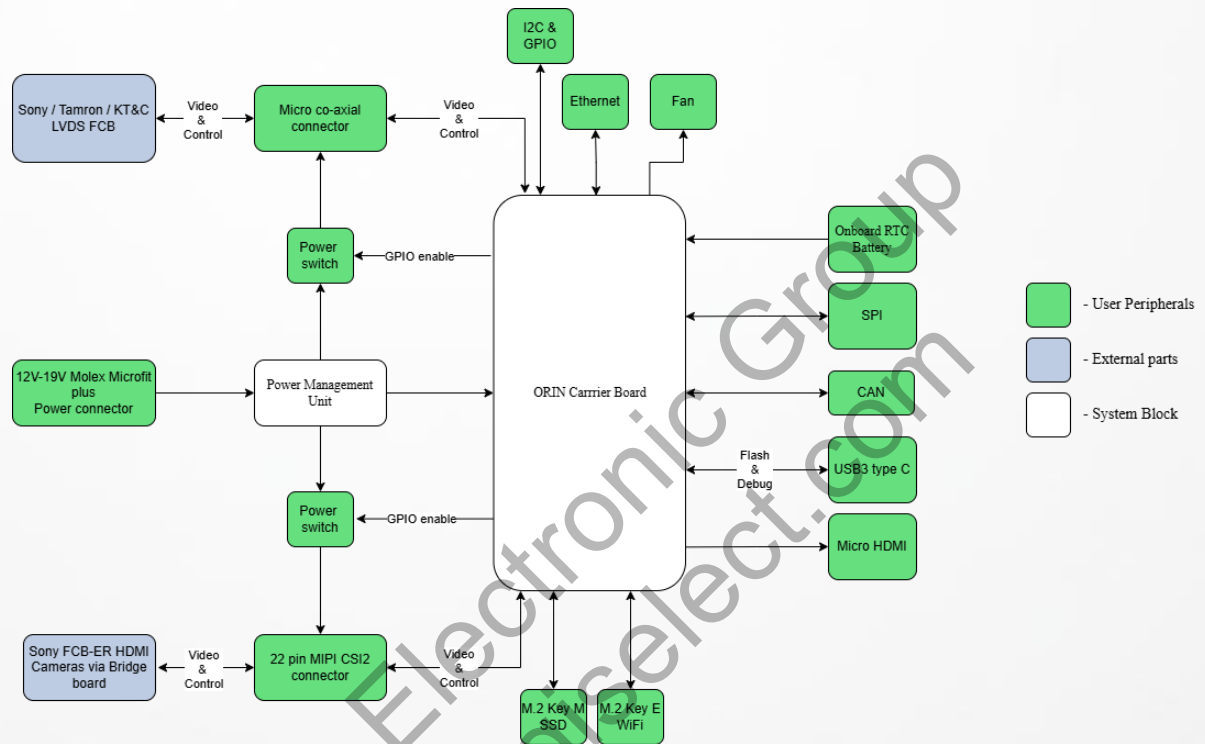 I2C &
GPIO
Ethernet
Fan
Sony / Tamron / KT&C
LVDS FCB
Video
&
Control
Micro co-axial
connector
Video
&
Control
Power
switch
GPIO enable
Onboard RTC
Battery
SPI
12V-19V Molex Microfit
plus
Power connector
Power Management
Unit
ORIN Carrrier Board
CAN
Flash
&
Debug
USB3 type C
Power
switch
GPIO enable
Micro HDMI
Sony FCB-ER HDMI
Cameras via Bridge
board
Video
&
Control
22 pin MIPI CSI2
connector
Video
&
Control
M.2 Key M
SSD
M.2 Key E
WiFi
- User Peripherals
- External parts
- System Block
Electronic Group
iselect.com